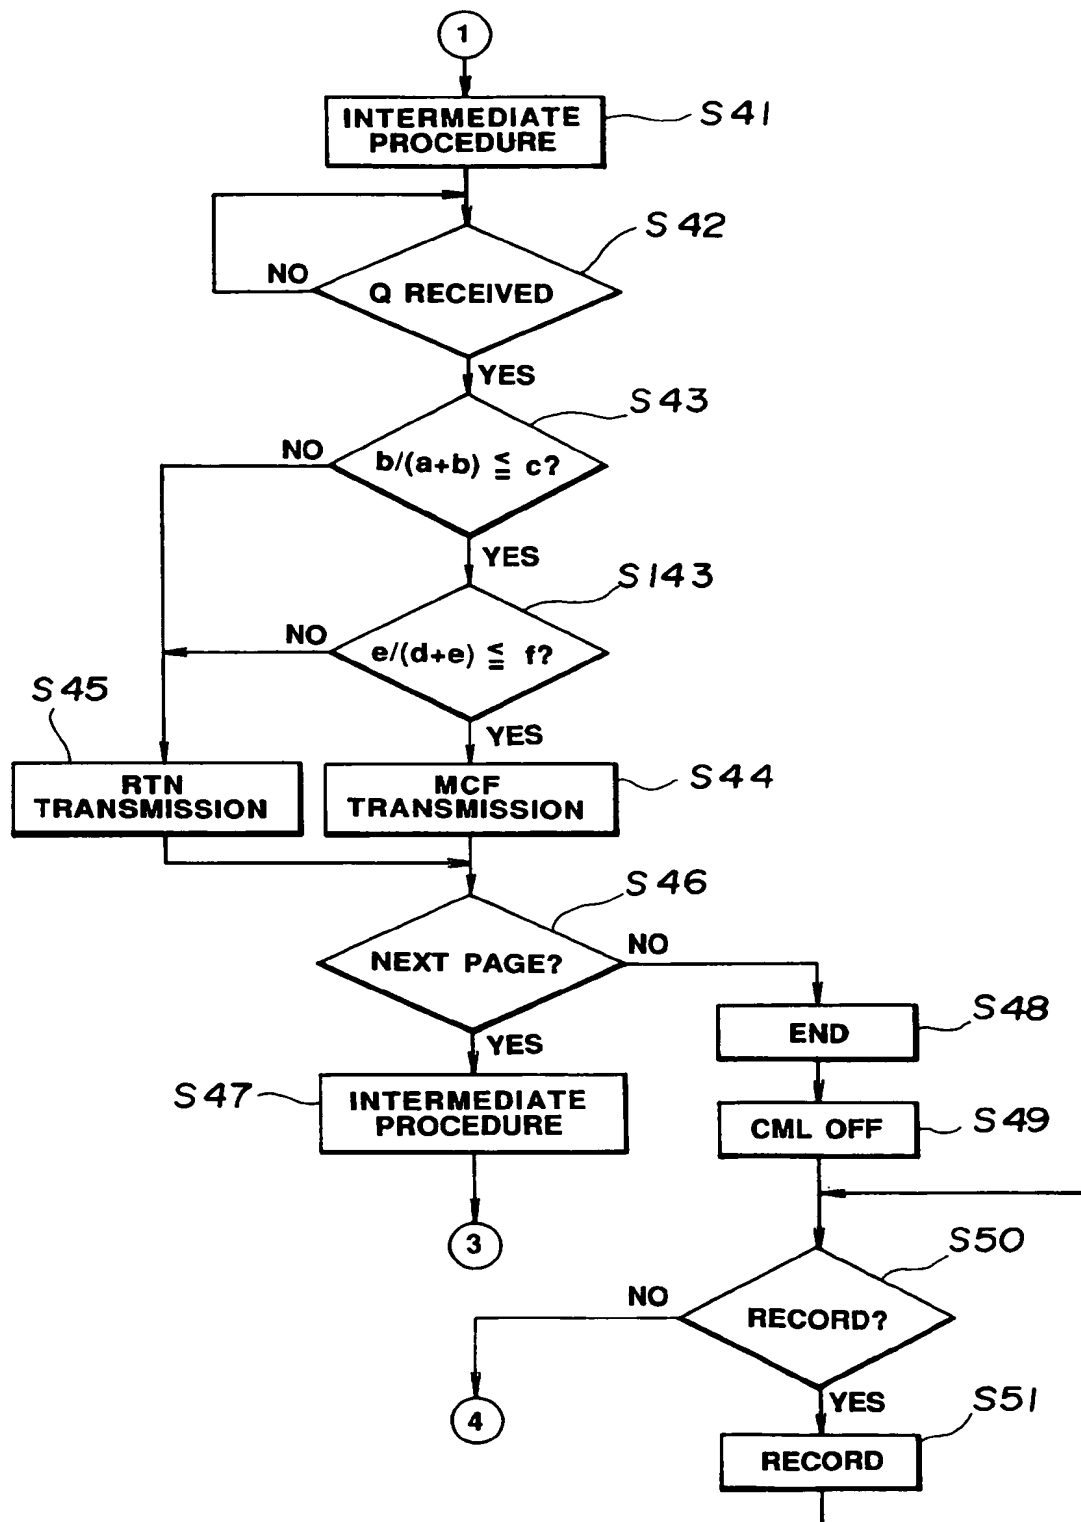 1
INTERMEDIATE
PROCEDURE
S41
S42
NO
Q RECEIVED
YES
S43
NO
b/(a+b) ≦ c?
YES
S143
NO
e/(d+e) ≦ f?
S45
YES
RTN
TRANSMISSION
MCF
TRANSMISSION
S44
S46
NEXT PAGE?
NO
YES
S48
END
S47
INTERMEDIATE
PROCEDURE
CML OFF
S49
3
S50
NO
RECORD?
4
YES
S51
RECORD